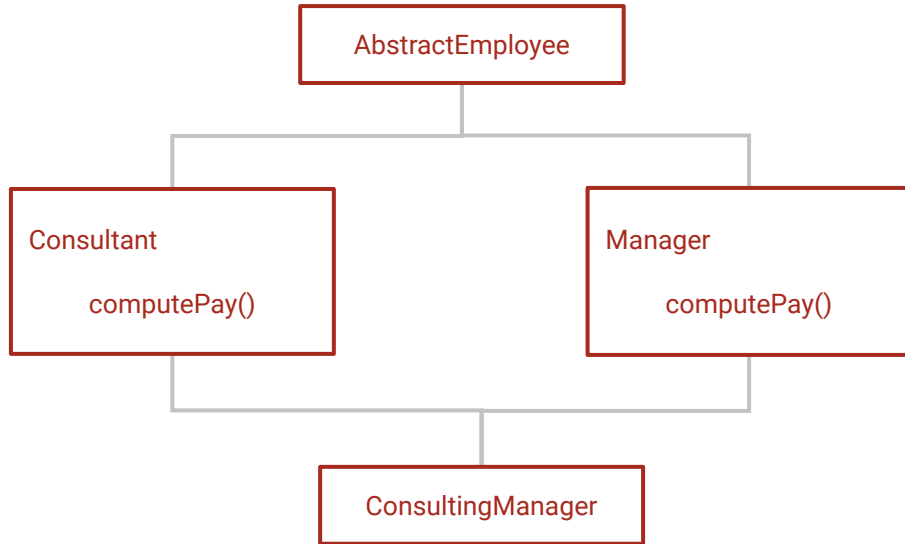 AbstractEmployee
Consultant
computePay()
Manager
computePay()
ConsultingManager